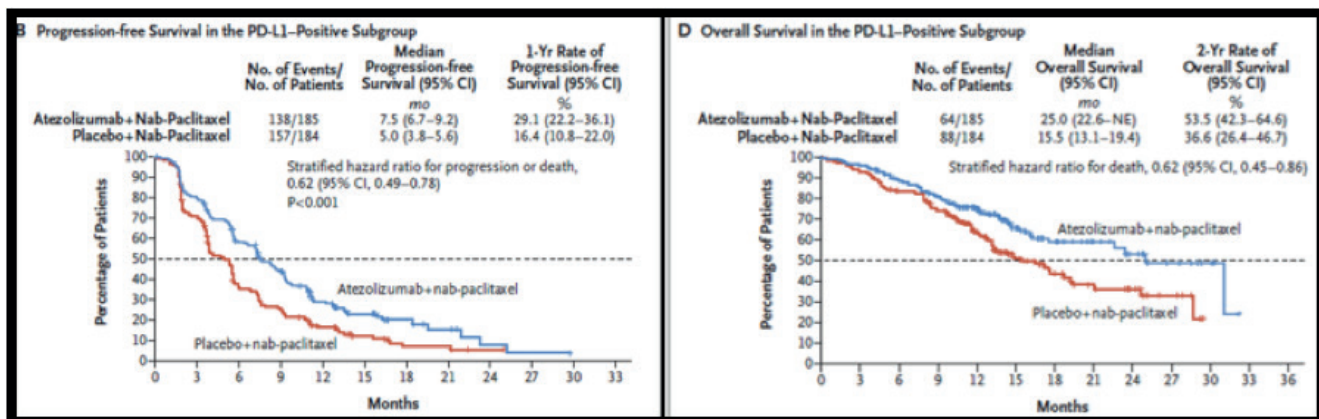 B Progression-free Survival in the PD-L1–Positive Subgroup
No. of Events/
No. of Patients
Median
Progression-free
Survival (95% CI)
1-Yr Rate of
Progression-free
Survival (95% CI)
mo
%
Atezolizumab+Nab-Paclitaxel 138/185 7.5 (6.7–9.2) 29.1 (22.2–36.1)
Placebo+Nab-Paclitaxel 157/184 5.0 (3.8–5.6) 16.4 (10.8–22.0)
Stratified hazard ratio for progression or death,
0.62 (95% CI, 0.49–0.78)
P<0.001
Percentage of Patients
100
90
80
70
60
50
40
30
20
10
0
Atezolizumab+nab-paclitaxel
Placebo+nab-paclitaxel
0 3 6 9 12 15 18 21 24 27 30 33
Months
D Overall Survival in the PD-L1–Positive Subgroup
No. of Events/
No. of Patients
Median
Overall Survival
(95% CI)
2-Yr Rate of
Overall Survival
(95% CI)
mo
%
Atezolizumab+Nab-Paclitaxel 64/185 25.0 (22.6–NE) 53.5 (42.3–64.6)
Placebo+Nab-Paclitaxel 88/184 15.5 (13.1–19.4) 36.6 (26.4–46.7)
Stratified hazard ratio for death, 0.62 (95% CI, 0.45–0.86)
Percentage of Patients
100
90
80
70
60
50
40
30
20
10
0
Atezolizumab+nab-paclitaxel
Placebo+nab-paclitaxel
0 3 6 9 12 15 18 21 24 27 30 33 36
Months